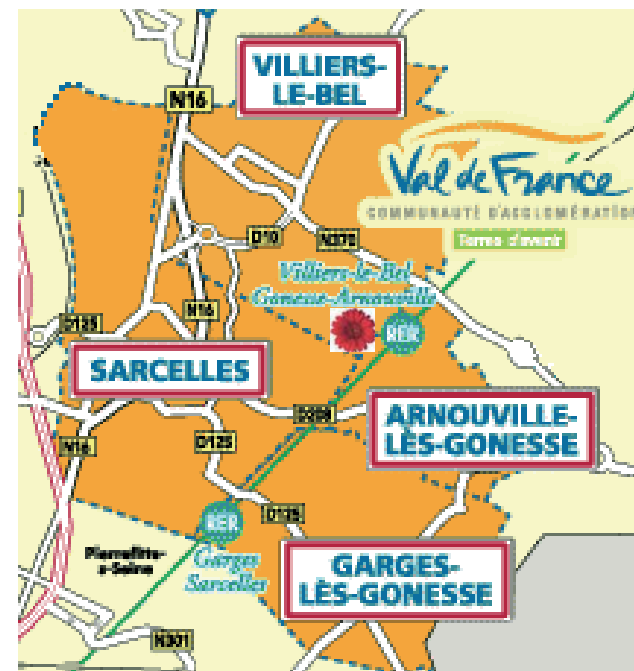 VILLIERS-
LE-BEL
N16
Val de France
COMMUNAUTÉ D'AGGLOMÉRATION
Terres d'avenir
D10
N370
Villiers-le-Bel
Gonesse-Arnouville
N16
D125
RER
SARCELLES
ARNOUVILLE-
LÈS-GONESSE
D208
D125
N16
RER
D125
Garges
Sarcelles
Pierrefitte-
s-Seine
GARGES-
LÈS-GONESSE
N301